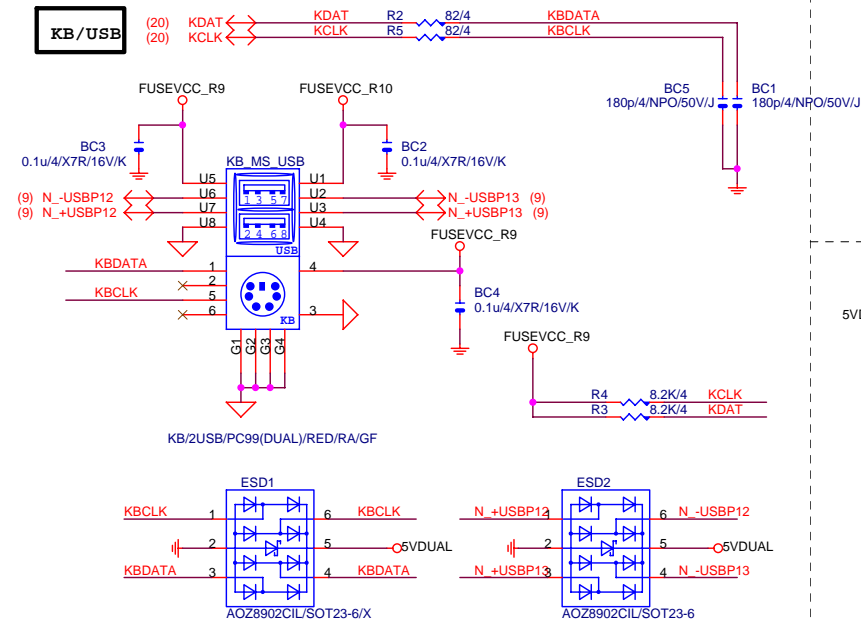 KB/USB
(20) KDAT KDAT R2 82/4 KBDATA
(20) KCLK KCLK R5 82/4 KBCLK
BC5 BC1
180p/4/NPO/50V/J 180p/4/NPO/50V/J
FUSEVCC_R9 FUSEVCC_R10
BC3 BC2
0.1u/4/X7R/16V/K 0.1u/4/X7R/16V/K
KB_MS_USB
U5 U1
(9) N_-USBP12 U6 U2 N_-USBP13 (9)
(9) N_+USBP12 U7 U3 N_+USBP13 (9)
U8 U4
1 3 5 7
2 4 6 8
USB
FUSEVCC_R9
KBDATA 1 4
2
KBCLK 5
6 3
KB
BC4
0.1u/4/X7R/16V/K
G1 G2 G3 G4
5VD
FUSEVCC_R9
R4 8.2K/4 KCLK
R3 8.2K/4 KDAT
KB/2USB/PC99(DUAL)/RED/RA/GF
ESD1 ESD2
KBCLK 1 6 KBCLK N_+USBP12 1 6 N_-USBP12
2 5 5VDUAL 2 5 5VDUAL
KBDATA 3 4 KBDATA N_+USBP13 3 4 N_-USBP13
AOZ8902CIL/SOT23-6/X AOZ8902CIL/SOT23-6